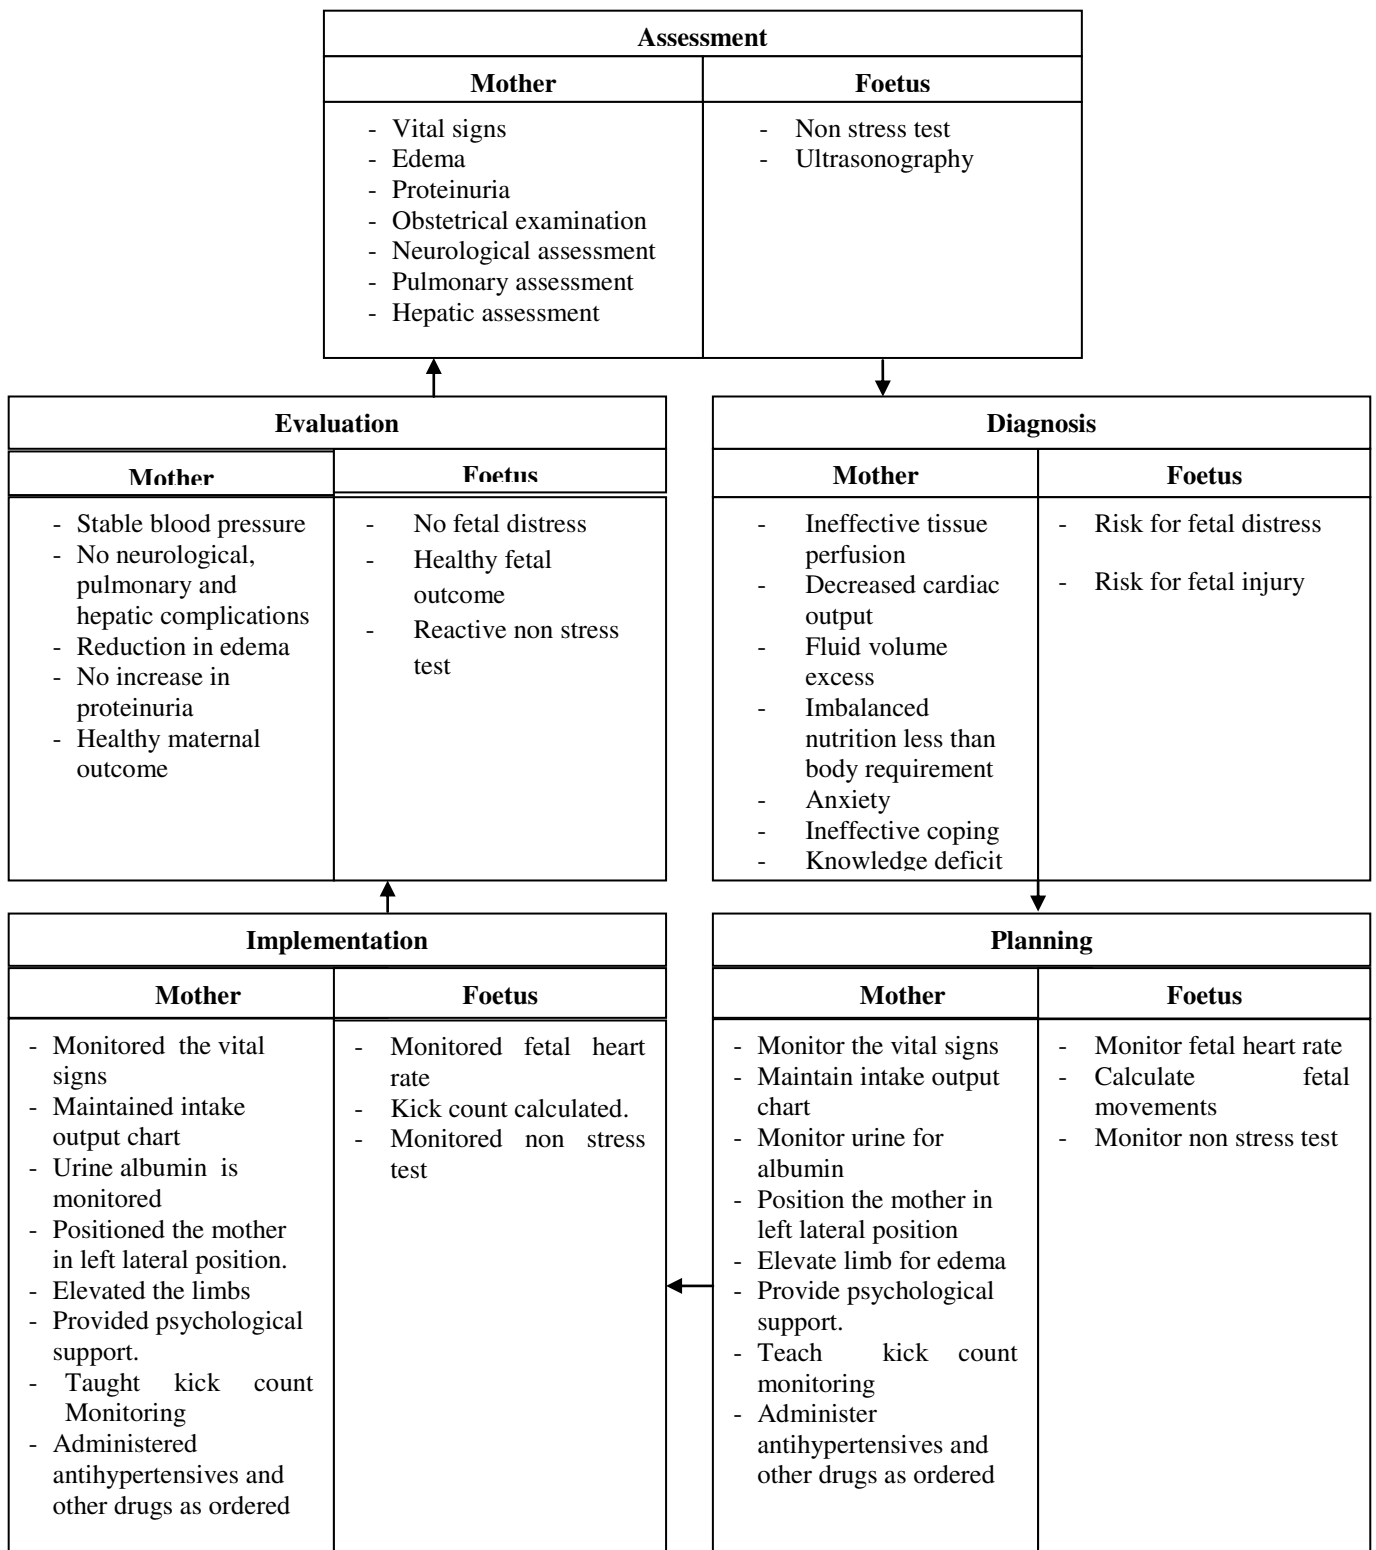 Assessment
Mother
Foetus
- Vital signs
- Edema
- Proteinuria
- Obstetrical examination
- Neurological assessment
- Pulmonary assessment
- Hepatic assessment
- Non stress test
- Ultrasonography
Evaluation
Mother
Foetus
- Stable blood pressure
- No neurological,
pulmonary and
hepatic complications
- Reduction in edema
- No increase in
proteinuria
- Healthy maternal
outcome
- No fetal distress
- Healthy fetal
outcome
- Reactive non stress
test
Diagnosis
Mother
Foetus
- Ineffective tissue
perfusion
- Decreased cardiac
output
- Fluid volume
excess
- Imbalanced
nutrition less than
body requirement
- Anxiety
- Ineffective coping
- Knowledge deficit
- Risk for fetal distress
- Risk for fetal injury
Implementation
Mother
Foetus
- Monitored the vital
signs
- Maintained intake
output chart
- Urine albumin is
monitored
- Positioned the mother
in left lateral position.
- Elevated the limbs
- Provided psychological
support.
- Taught kick count
Monitoring
- Administered
antihypertensives and
other drugs as ordered
- Monitored fetal heart
rate
- Kick count calculated.
- Monitored non stress
test
Planning
Mother
Foetus
- Monitor the vital signs
- Maintain intake output
chart
- Monitor urine for
albumin
- Position the mother in
left lateral position
- Elevate limb for edema
- Provide psychological
support.
- Teach kick count
monitoring
- Administer
antihypertensives and
other drugs as ordered
- Monitor fetal heart rate
- Calculate fetal
movements
- Monitor non stress test